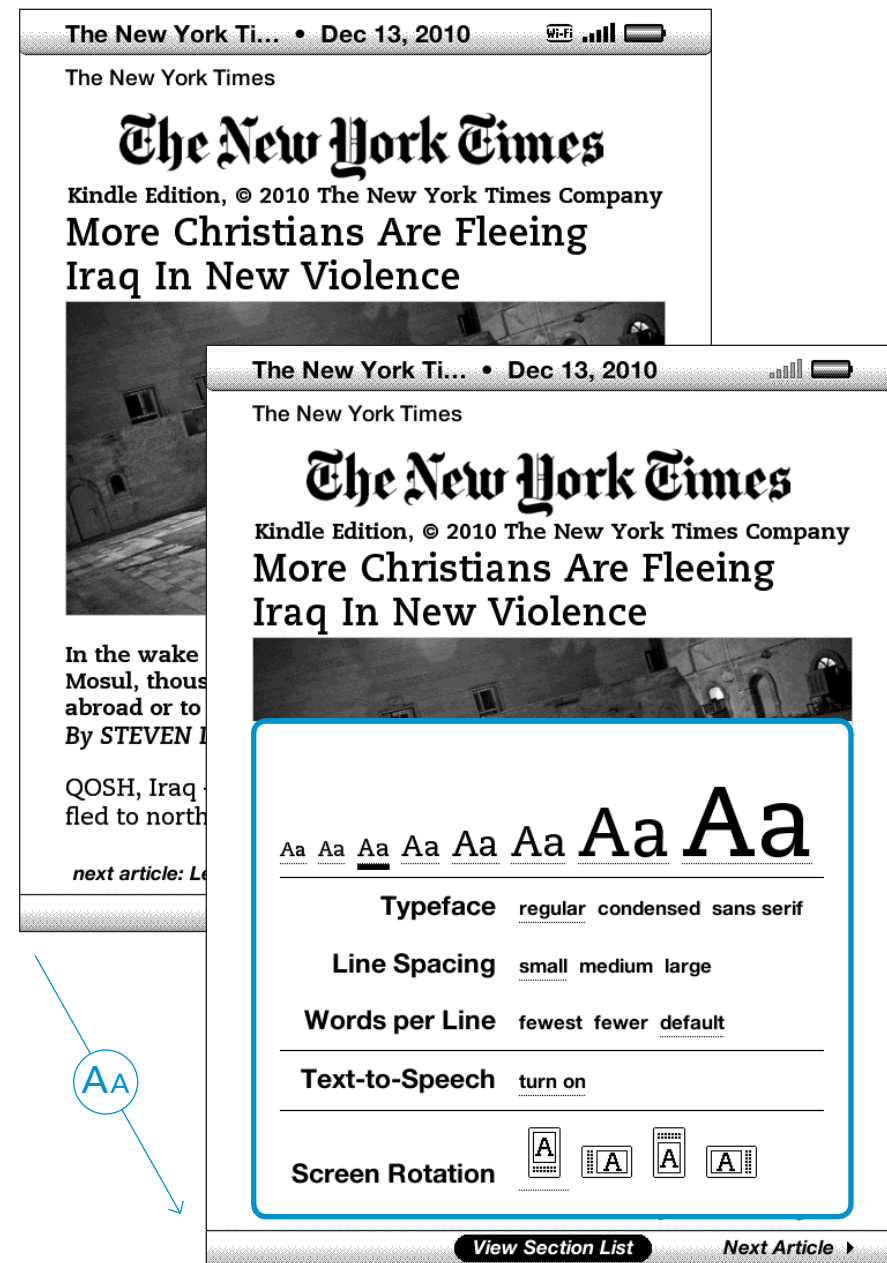 The New York Ti... • Dec 13, 2010 Wi-Fi
The New York Times
The New York Times
Kindle Edition, © 2010 The New York Times Company
More Christians Are Fleeing
Iraq In New Violence
In the wake
Mosul, thous
abroad or to
By STEVEN
QOSH, Iraq
fled to north
next article: Le
AA
The New York Ti... • Dec 13, 2010
The New York Times
The New York Times
Kindle Edition, © 2010 The New York Times Company
More Christians Are Fleeing
Iraq In New Violence
Aa Aa Aa Aa Aa Aa Aa Aa
Typeface regular condensed sans serif
Line Spacing small medium large
Words per Line fewest fewer default
Text-to-Speech turn on
Screen Rotation A A A A
View Section List Next Article